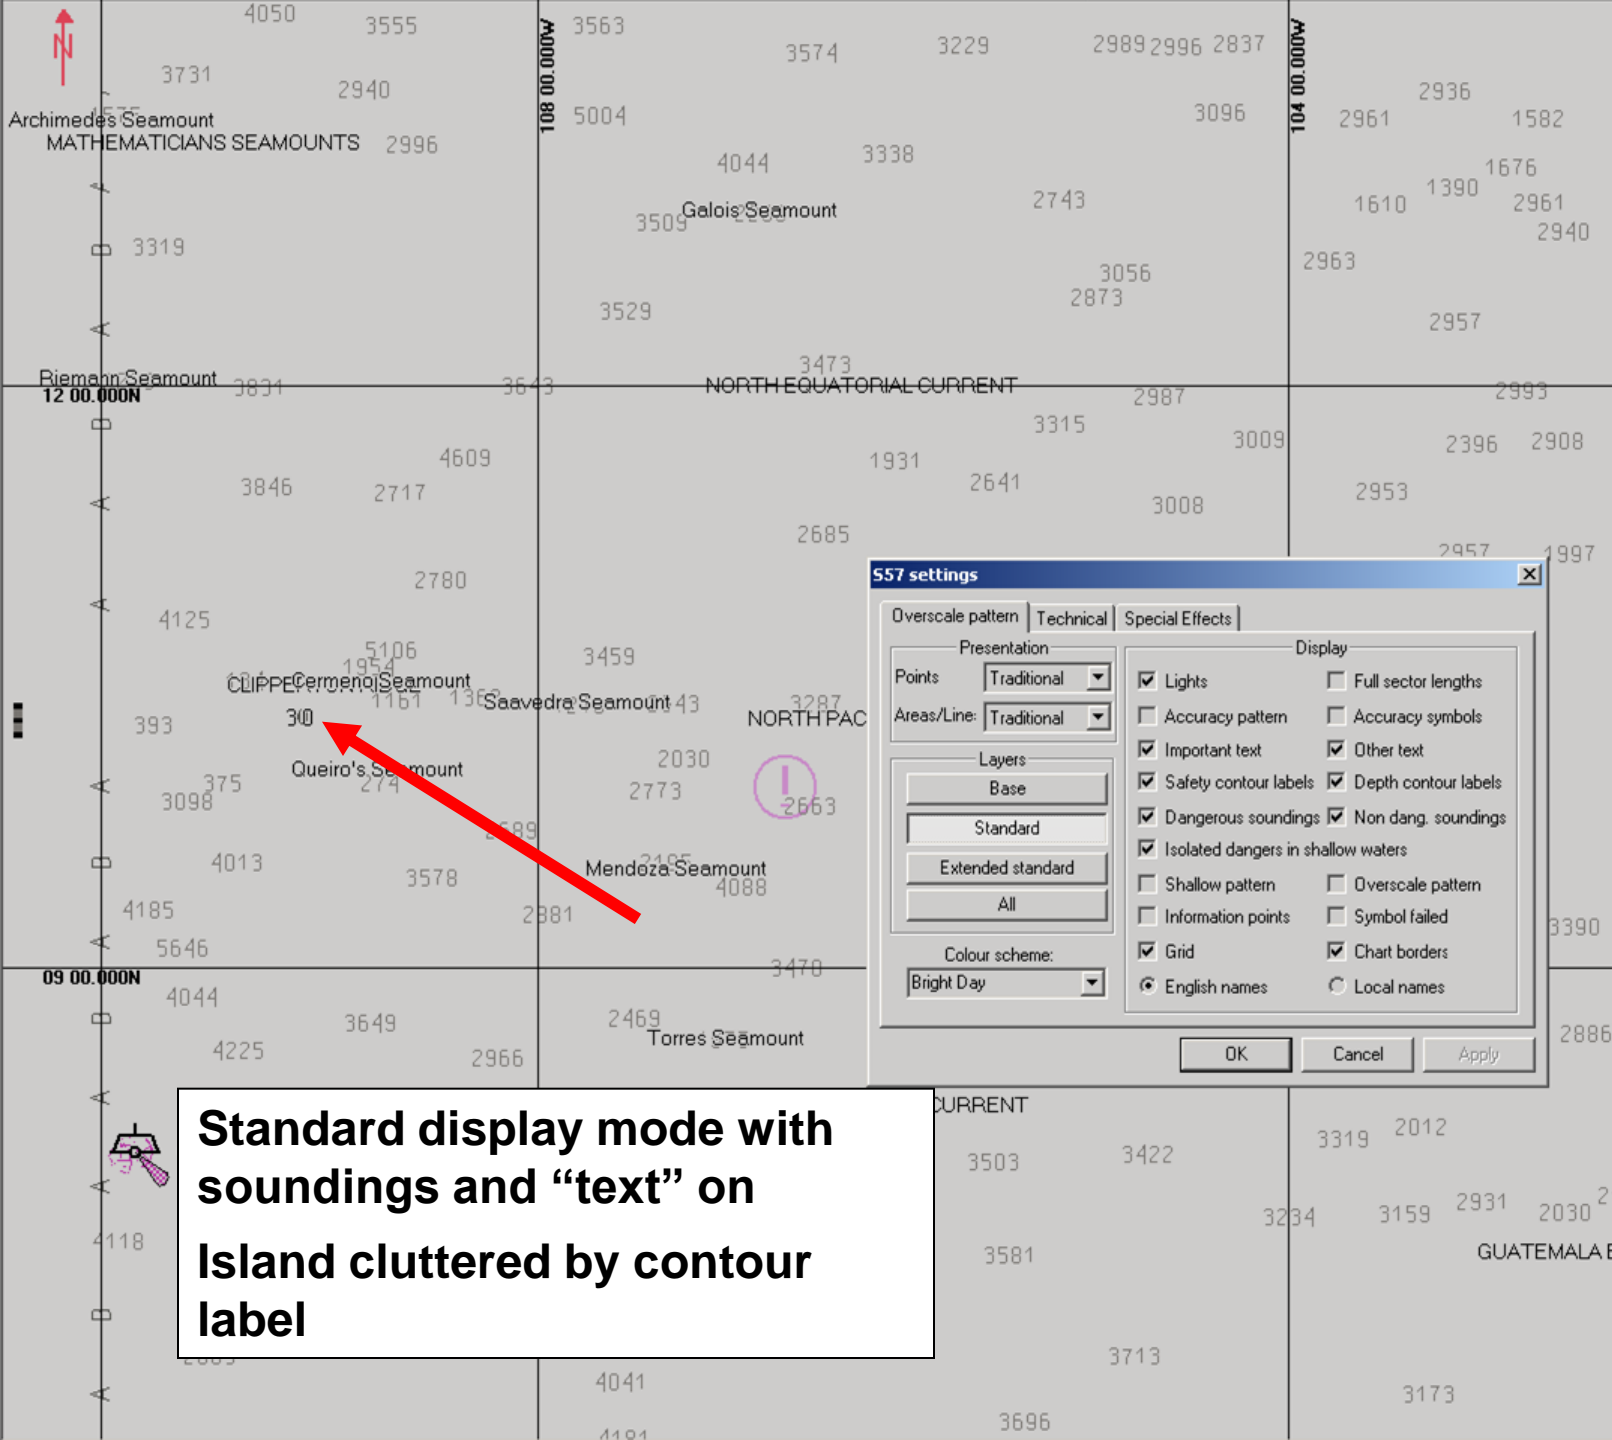 4050
3555
3563
3574
3229
2989 2996 2837
3731
2940
108 00.000W
104 00.000W
2936
5004
3096
2961
1582
Archimedes Seamount
MATHEMATICIANS SEAMOUNTS
2996
4044
3338
1676
1390
2743
1610
2961
Galois Seamount
3509
2940
3319
2963
3056
2873
3529
2957
3473
Riemann Seamount
3831
3643
NORTH EQUATORIAL CURRENT
2993
12 00.000N
2987
3315
3009
2396
2908
4609
1931
3846
2717
2641
2953
3008
2685
2957
1997
2780
4125
5106
1954
3459
Cermeno Seamount
1161
Saavedra Seamount
3287
393
30
NORTH PAC
2030
Queiro's Seamount
375
274
3098
2773
2663
4013
3578
Mendoza Seamount
4088
4185
2881
5646
3390
3470
09 00.000N
4044
3649
2469
Torres Seamount
4225
2966
2886
S57 settings
Overscale pattern
Technical
Special Effects
Presentation
Points
Traditional
Areas/Line:
Traditional
Layers
Base
Standard
Extended standard
All
Colour scheme:
Bright Day
Display
Lights
Full sector lengths
Accuracy pattern
Accuracy symbols
Important text
Other text
Safety contour labels
Depth contour labels
Dangerous soundings
Non dang. soundings
Isolated dangers in shallow waters
Shallow pattern
Overscale pattern
Information points
Symbol failed
Grid
Chart borders
English names
Local names
OK
Cancel
Apply
CURRENT
Standard display mode with
soundings and “text” on
Island cluttered by contour
label
3503
3422
3319
2012
4118
3234
3159
2931
2030
3581
GUATEMALA
3713
4041
3173
3696